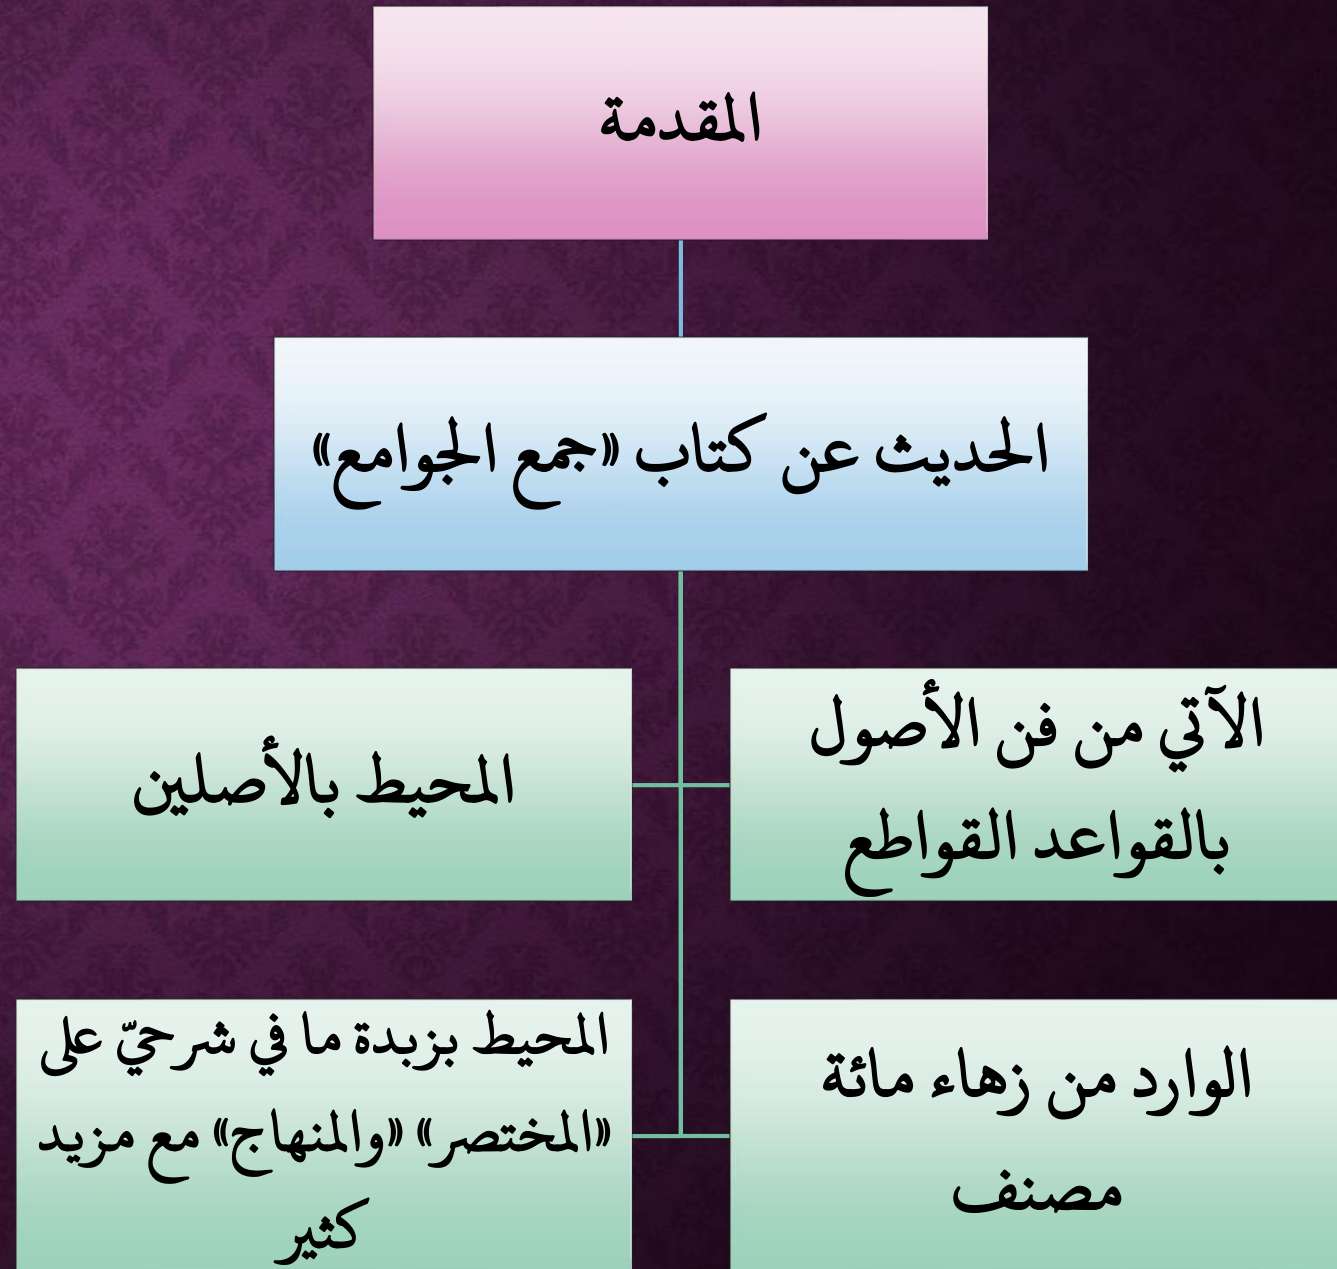 المقدمة
الحديث عن كتاب «جمع الجوامع»
الآتي من فن الأصول
بالقواعد القواطع
المحيط بالأصلين
الوارد من زهاء مائة
مصنف
المحيط بزبدة ما في شرحيّ على
«المختصر» «والمنهاج» مع مزيد
كثير